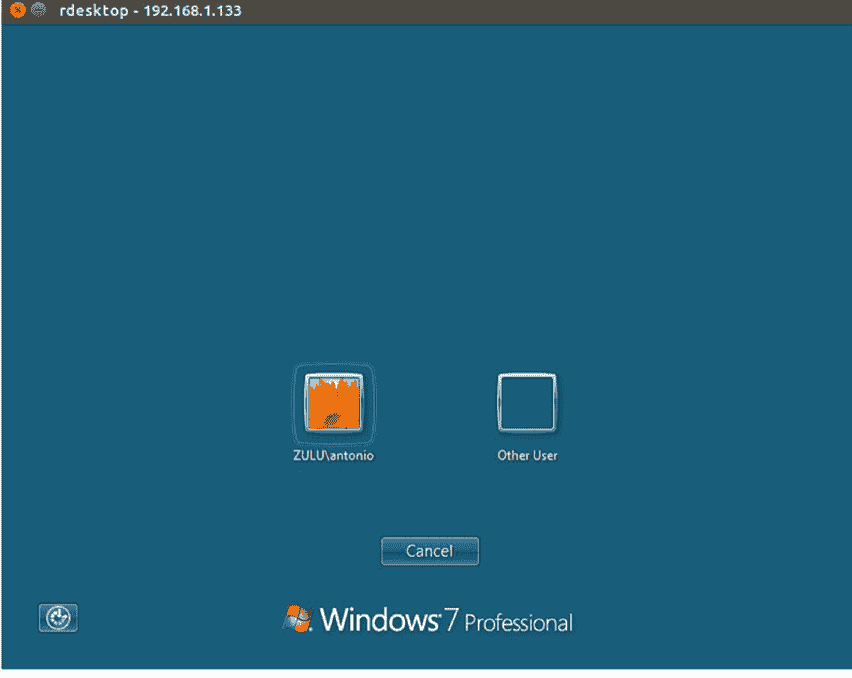 rdesktop - 192.168.1.133
ZULU\antonio
Other User
Cancel
Windows 7 Professional